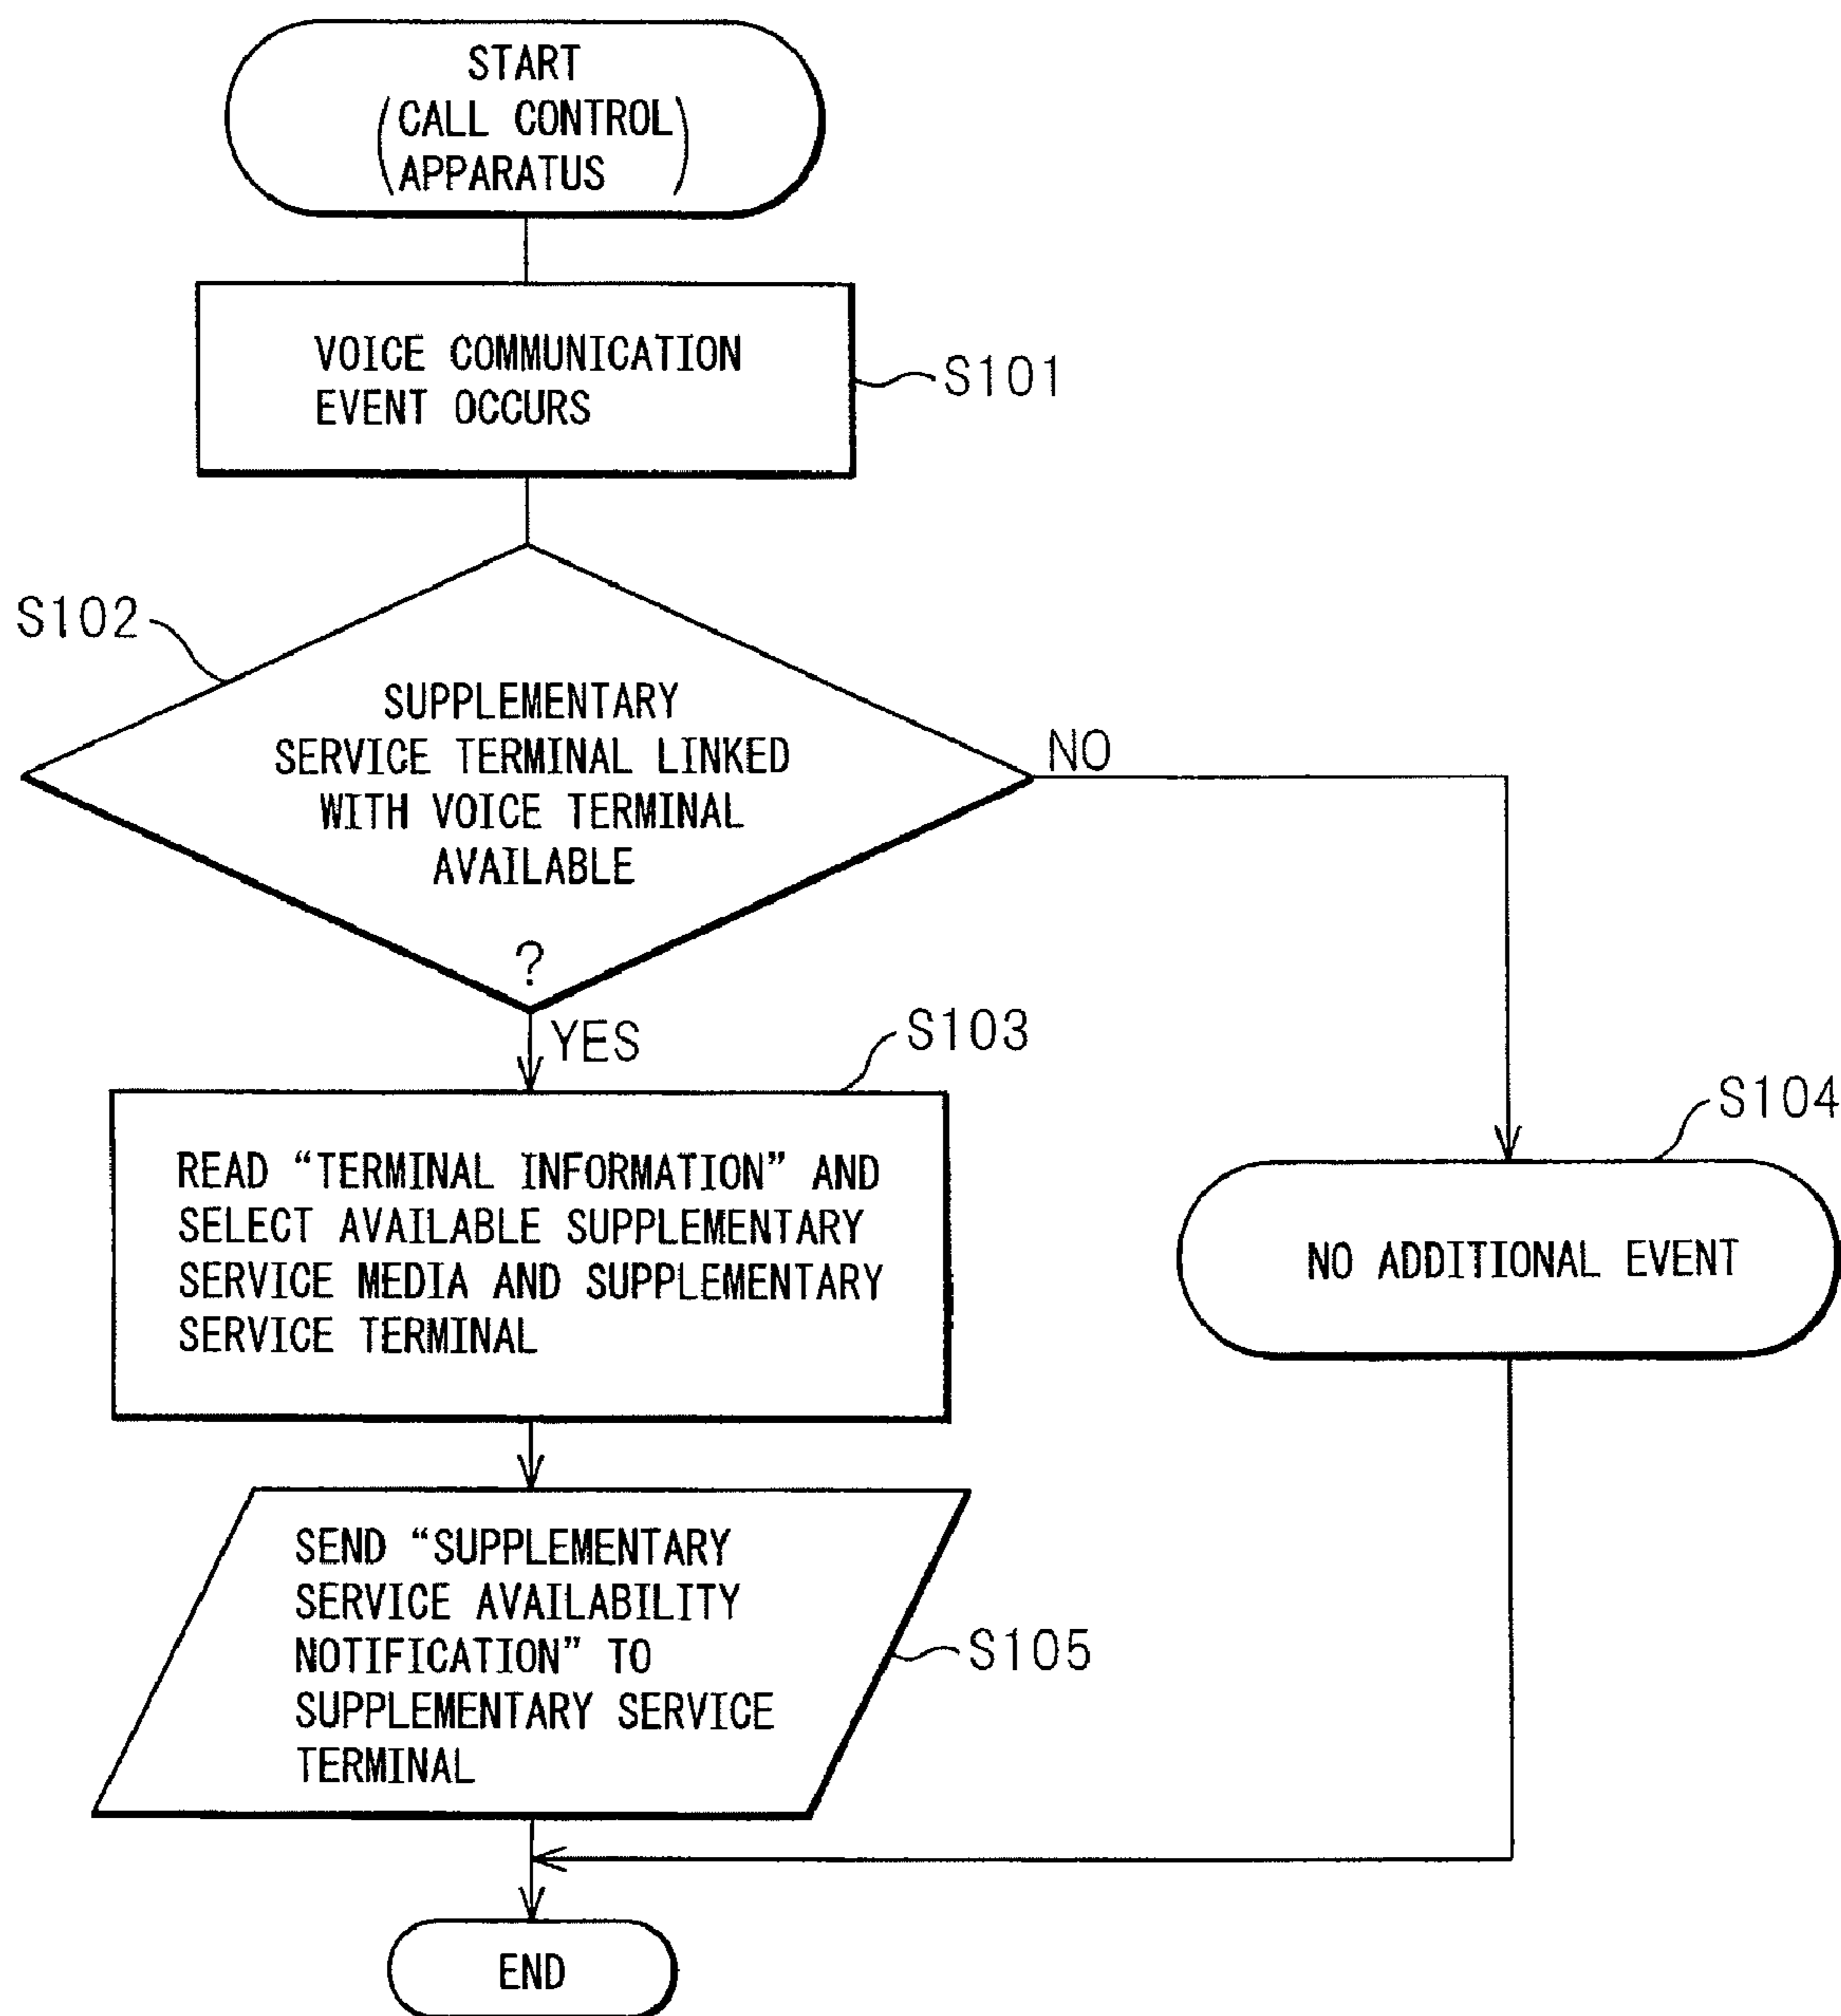 START
(CALL CONTROL
APPARATUS)
VOICE COMMUNICATION
EVENT OCCURS
S101
S102
SUPPLEMENTARY
SERVICE TERMINAL LINKED
WITH VOICE TERMINAL
AVAILABLE
?
NO
YES
S103
READ “TERMINAL INFORMATION” AND
SELECT AVAILABLE SUPPLEMENTARY
SERVICE MEDIA AND SUPPLEMENTARY
SERVICE TERMINAL
S104
NO ADDITIONAL EVENT
SEND “SUPPLEMENTARY
SERVICE AVAILABILITY
NOTIFICATION” TO
SUPPLEMENTARY SERVICE
TERMINAL
S105
END